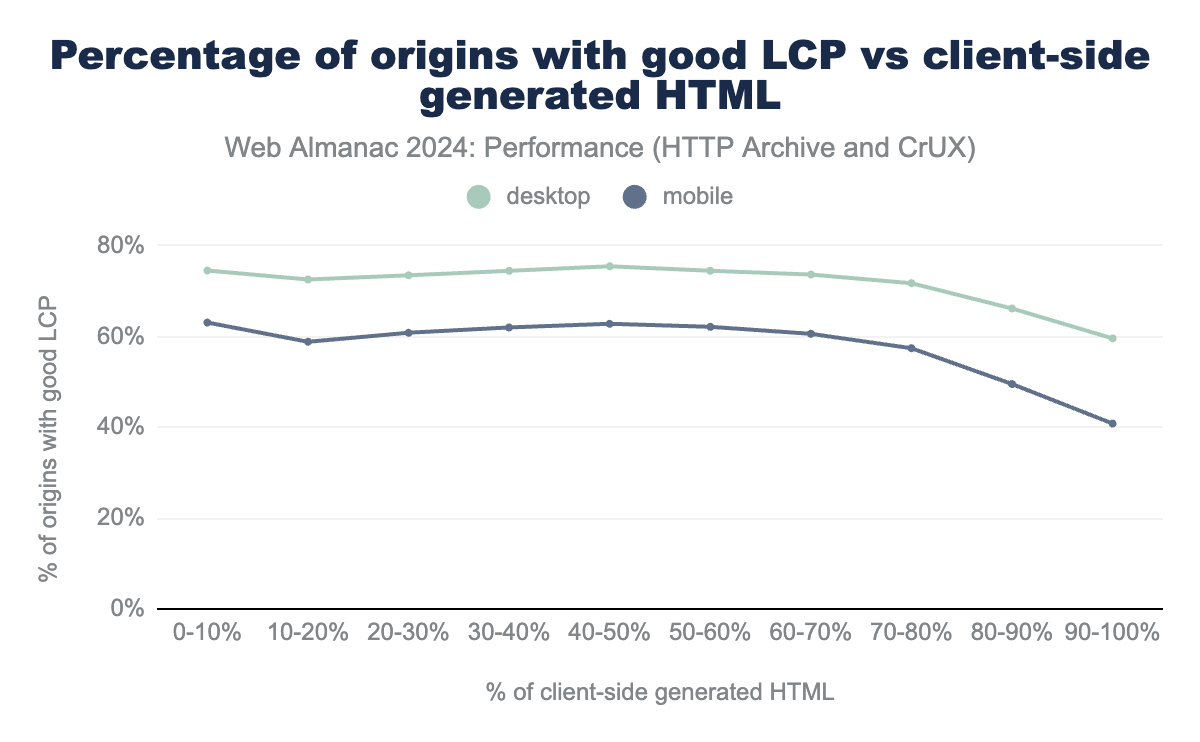 Percentage of origins with good LCP vs client-side
generated HTML
Web Almanac 2024: Performance (HTTP Archive and CrUX)
desktop mobile
% of origins with good LCP
80%
60%
40%
20%
0%
0-10% 10-20% 20-30% 30-40% 40-50% 50-60% 60-70% 70-80% 80-90% 90-100%
% of client-side generated HTML